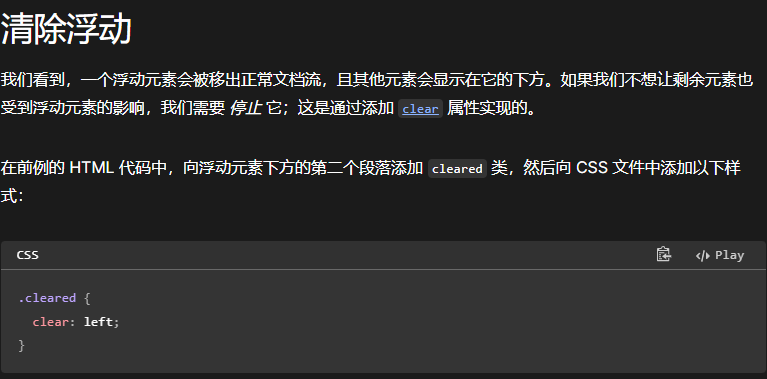 清除浮动
我们看到，一个浮动元素会被移出正常文档流，且其他元素会显示在它的下方。如果我们不想让剩余元素也
受到浮动元素的影响，我们需要 停止 它；这是通过添加 clear 属性实现的。
在前例的 HTML 代码中，向浮动元素下方的第二个段落添加 cleared 类，然后向 CSS 文件中添加以下样
式：
CSS Play
.cleared {
  clear: left;
}